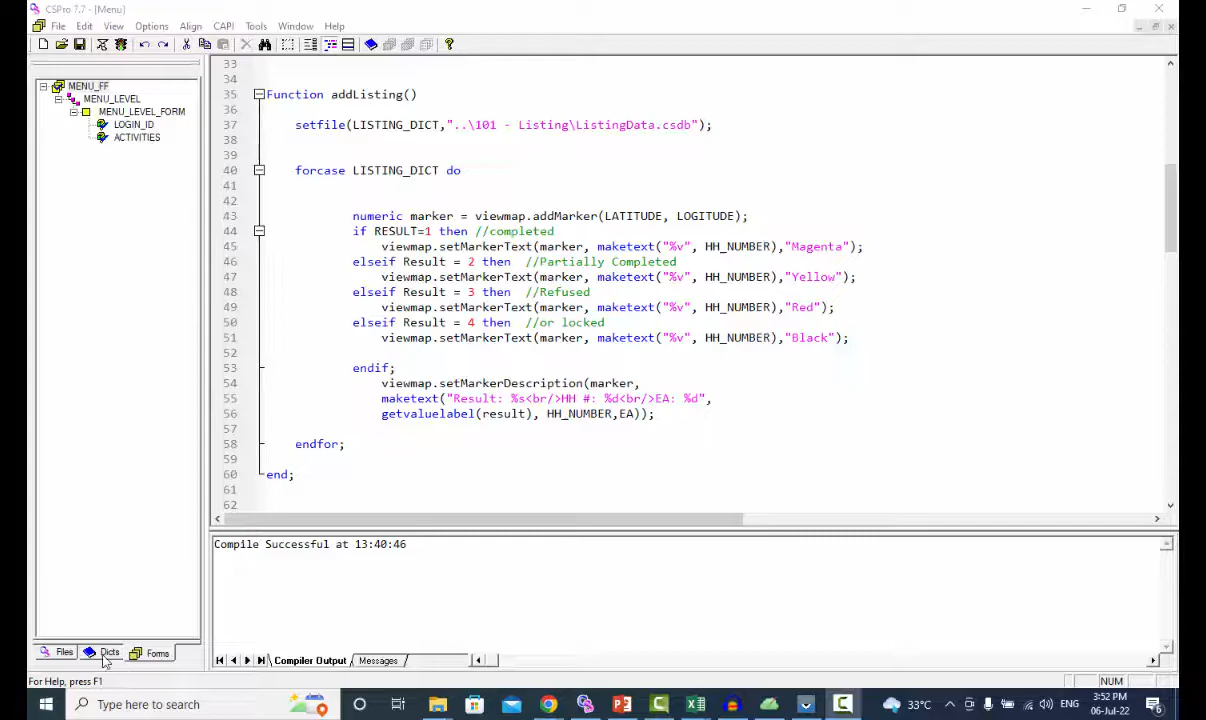 CSPro 7.7 - [Menu]
File Edit View Options Align CAPI Tools Window Help
MENU_FF
MENU_LEVEL
MENU_LEVEL_FORM
LOGIN_ID
ACTIVITIES
33
34
35 Function addListing()
36
37 setfile(LISTING_DICT,"..\101 - Listing\ListingData.csdb");
38
39
40 forcase LISTING_DICT do
41
42
43 numeric marker = viewmap.addMarker(LATITUDE, LOGITUDE);
44 if RESULT=1 then //completed
45 viewmap.setMarkerText(marker, maketext("%v", HH_NUMBER),"Magenta");
46 elseif Result = 2 then //Partially Completed
47 viewmap.setMarkerText(marker, maketext("%v", HH_NUMBER),"Yellow");
48 elseif Result = 3 then //Refused
49 viewmap.setMarkerText(marker, maketext("%v", HH_NUMBER),"Red");
50 elseif Result = 4 then //or locked
51 viewmap.setMarkerText(marker, maketext("%v", HH_NUMBER),"Black");
52
53 endif;
54 viewmap.setMarkerDescription(marker,
55 maketext("Result: %s<br/>HH #: %d<br/>EA: %d",
56 getvaluelabel(result), HH_NUMBER,EA));
57
58 endfor;
59
60 end;
61
62
Compile Successful at 13:40:46
Files Dicts Forms
Compiler Output Messages
For Help, press F1
NUM
Type here to search
33°C
ENG
3:52 PM
06-Jul-22